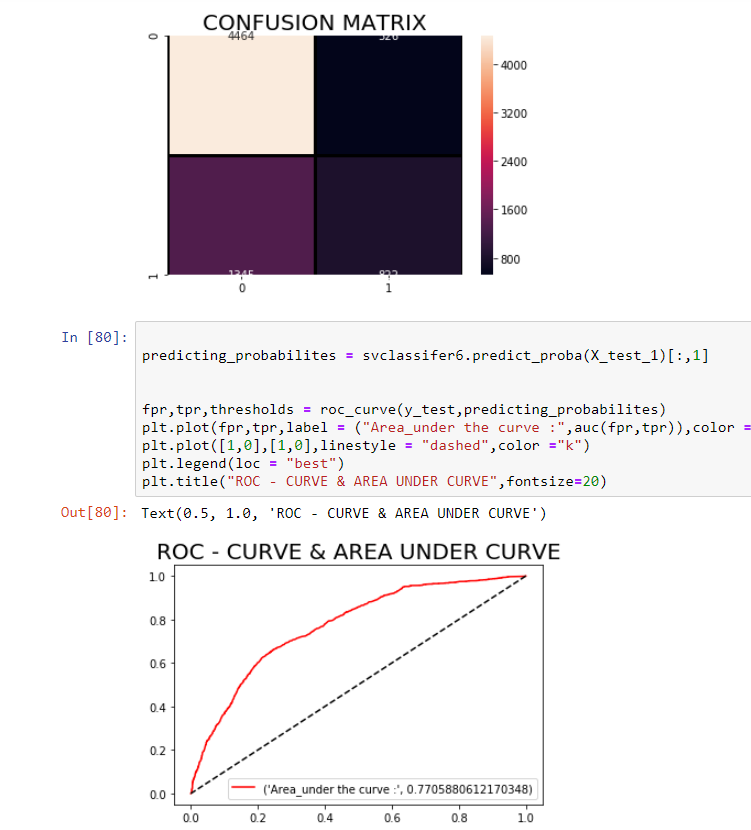 CONFUSION MATRIX
4464
0
1345
1
0 1
4000
3200
2400
1600
800
In [80]:
predicting_probabilites = svclassifer6.predict_proba(X_test_1)[:,1]
fpr,tpr,thresholds = roc_curve(y_test,predicting_probabilites)
plt.plot(fpr,tpr,label = ("Area_under the curve :",auc(fpr,tpr)),color =
plt.plot([1,0],[1,0],linestyle = "dashed",color ="k")
plt.legend(loc = "best")
plt.title("ROC - CURVE & AREA UNDER CURVE",fontsize=20)
Out[80]: Text(0.5, 1.0, 'ROC - CURVE & AREA UNDER CURVE')
ROC - CURVE & AREA UNDER CURVE
1.0
0.8
0.6
0.4
0.2
0.0
('Area_under the curve :', 0.7705880612170348)
0.0 0.2 0.4 0.6 0.8 1.0